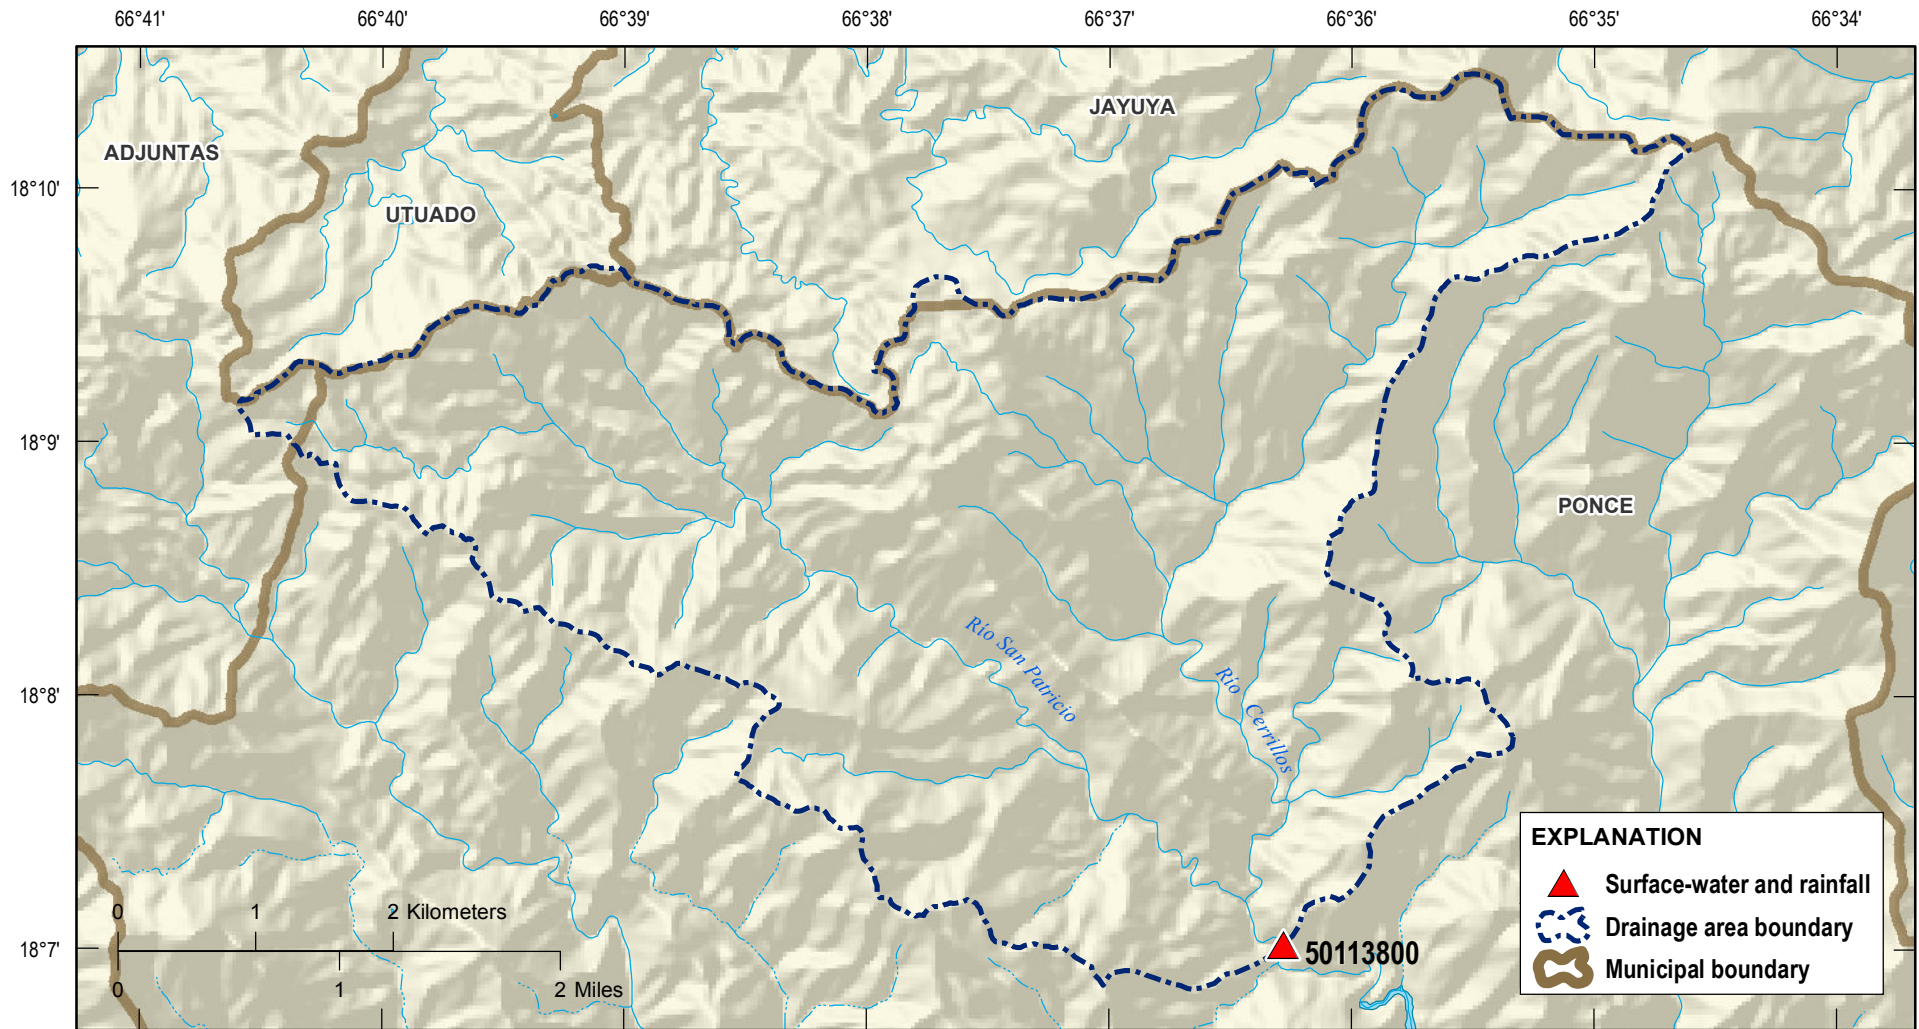 66°41' 66°40' 66°39' 66°38' 66°37' 66°36' 66°35' 66°34'
JAYUYA
ADJUNTAS
18°10'
UTUADO
18°9'
PONCE
Río San Patricio
Río Cerrillos
18°8'
EXPLANATION
Surface-water and rainfall
Drainage area boundary
Municipal boundary
0 1 2 Kilometers
18°7'
50113800
0 1 2 Miles